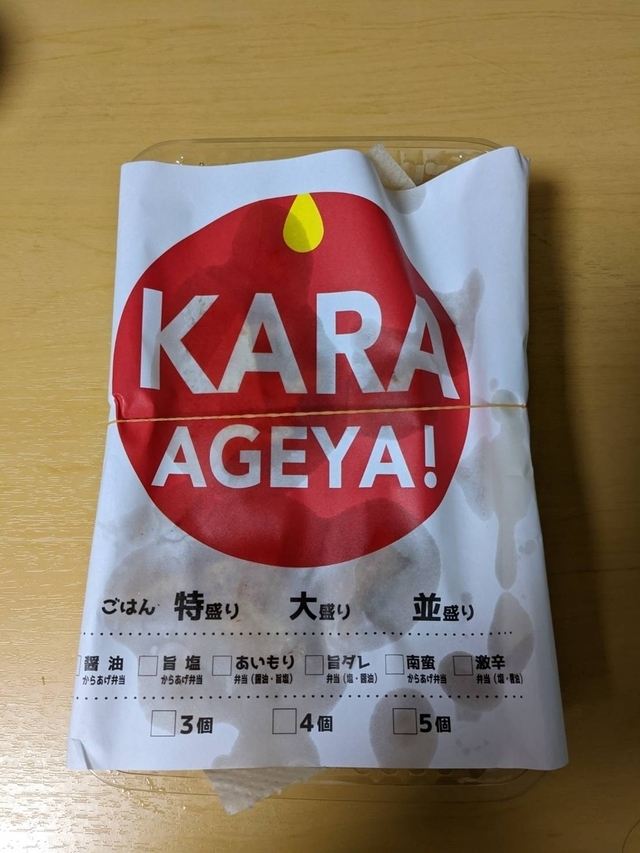 KARA
AGEYA!
ごはん 特盛り 大盛り 並盛り
醤油 旨塩 あいもり 旨ダレ 南蛮 激辛
からあげ弁当 からあげ弁当 弁当(醤油・旨塩) 弁当(塩・醤油) からあげ弁当 弁当(塩・醤油)
3個 4個 5個